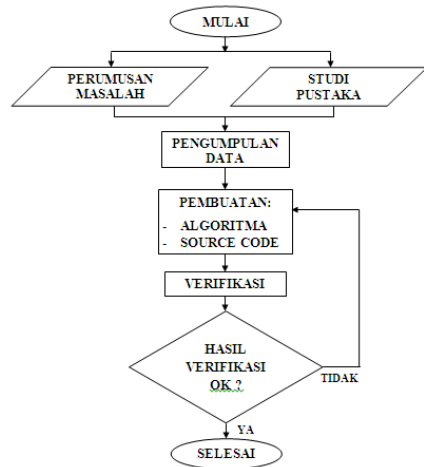 MULAI
PERUMUSAN
MASALAH
STUDI
PUSTAKA
PENGUMPULAN
DATA
PEMBUATAN:
- ALGORITMA
- SOURCE CODE
VERIFIKASI
HASIL
VERIFIKASI
OK ?
TIDAK
YA
SELESAI